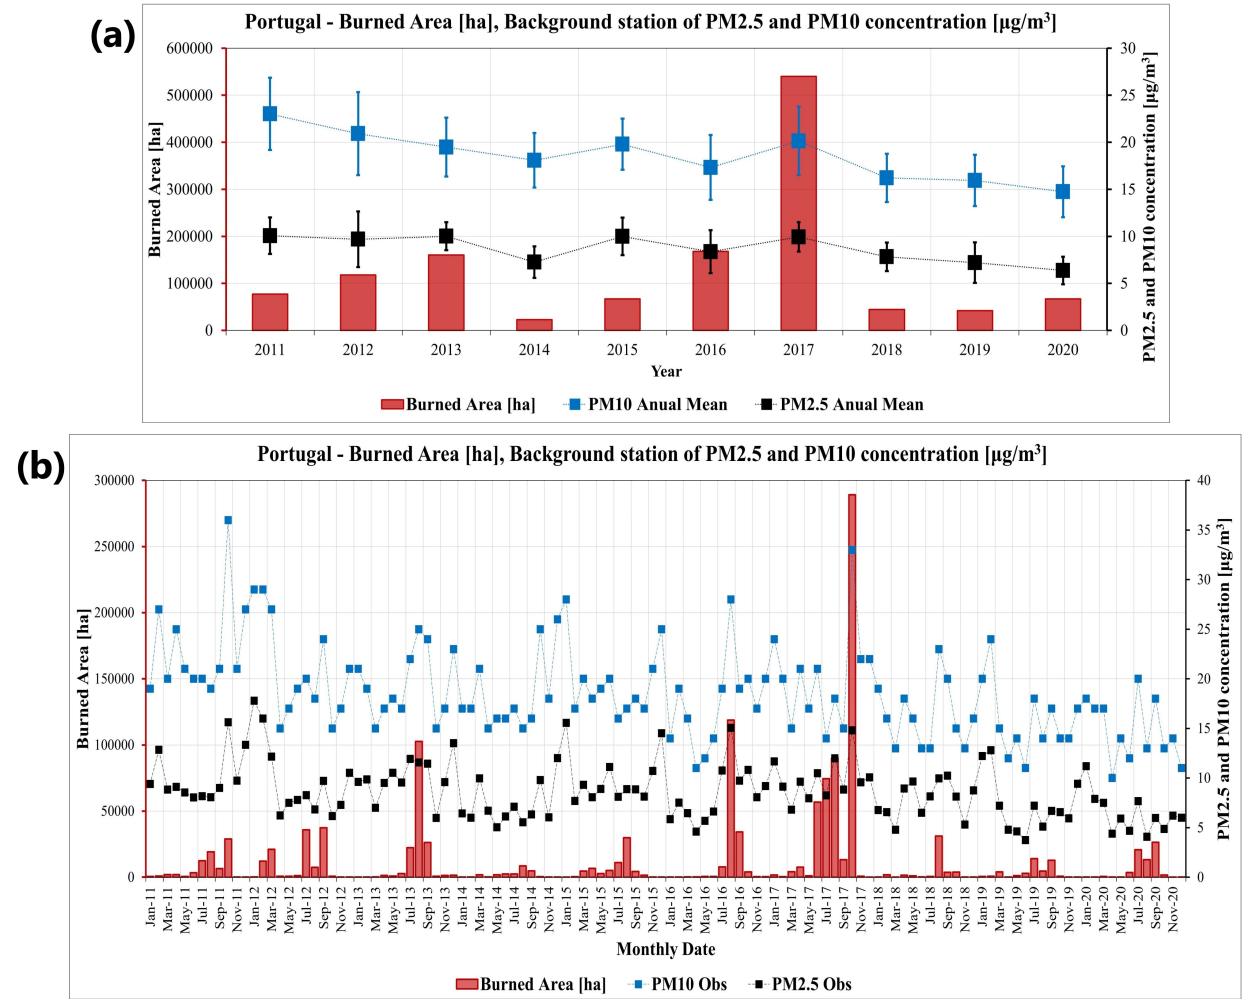 (a)
Portugal - Burned Area [ha], Background station of PM2.5 and PM10 concentration [µg/m³]
600000
500000
400000
300000
200000
100000
0
Burned Area [ha]
30
25
20
15
10
5
0
PM2.5 and PM10 concentration [µg/m³]
2011 2012 2013 2014 2015 2016 2017 2018 2019 2020
Year
Burned Area [ha] PM10 Anual Mean PM2.5 Anual Mean
(b)
Portugal - Burned Area [ha], Background station of PM2.5 and PM10 concentration [µg/m³]
300000
250000
200000
150000
100000
50000
0
Burned Area [ha]
40
35
30
25
20
15
10
5
0
PM2.5 and PM10 concentration [µg/m³]
Jan-11 Mar-11 May-11 Jul-11 Sep-11 Nov-11 Jan-12 Mar-12 May-12 Jul-12 Sep-12 Nov-12 Jan-13 Mar-13 May-13 Jul-13 Sep-13 Nov-13 Jan-14 Mar-14 May-14 Jul-14 Sep-14 Nov-14 Jan-15 Mar-15 May-15 Jul-15 Sep-15 Nov-15 Jan-16 Mar-16 May-16 Jul-16 Sep-16 Nov-16 Jan-17 Mar-17 May-17 Jul-17 Sep-17 Nov-17 Jan-18 Mar-18 May-18 Jul-18 Sep-18 Nov-18 Jan-19 Mar-19 May-19 Jul-19 Sep-19 Nov-19 Jan-20 Mar-20 May-20 Jul-20 Sep-20 Nov-20
Monthly Date
Burned Area [ha] PM10 Obs PM2.5 Obs